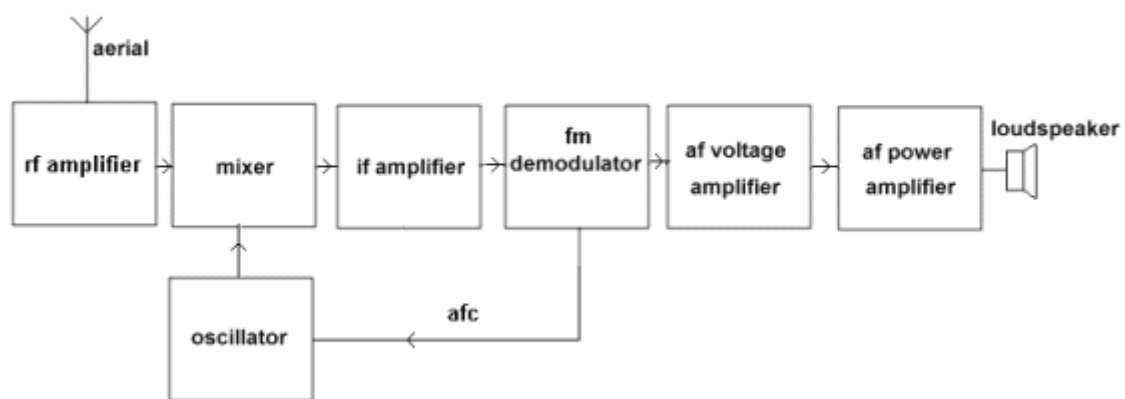 aerial
rf amplifier
mixer
if amplifier
fm
demodulator
af voltage
amplifier
af power
amplifier
loudspeaker
oscillator
afc